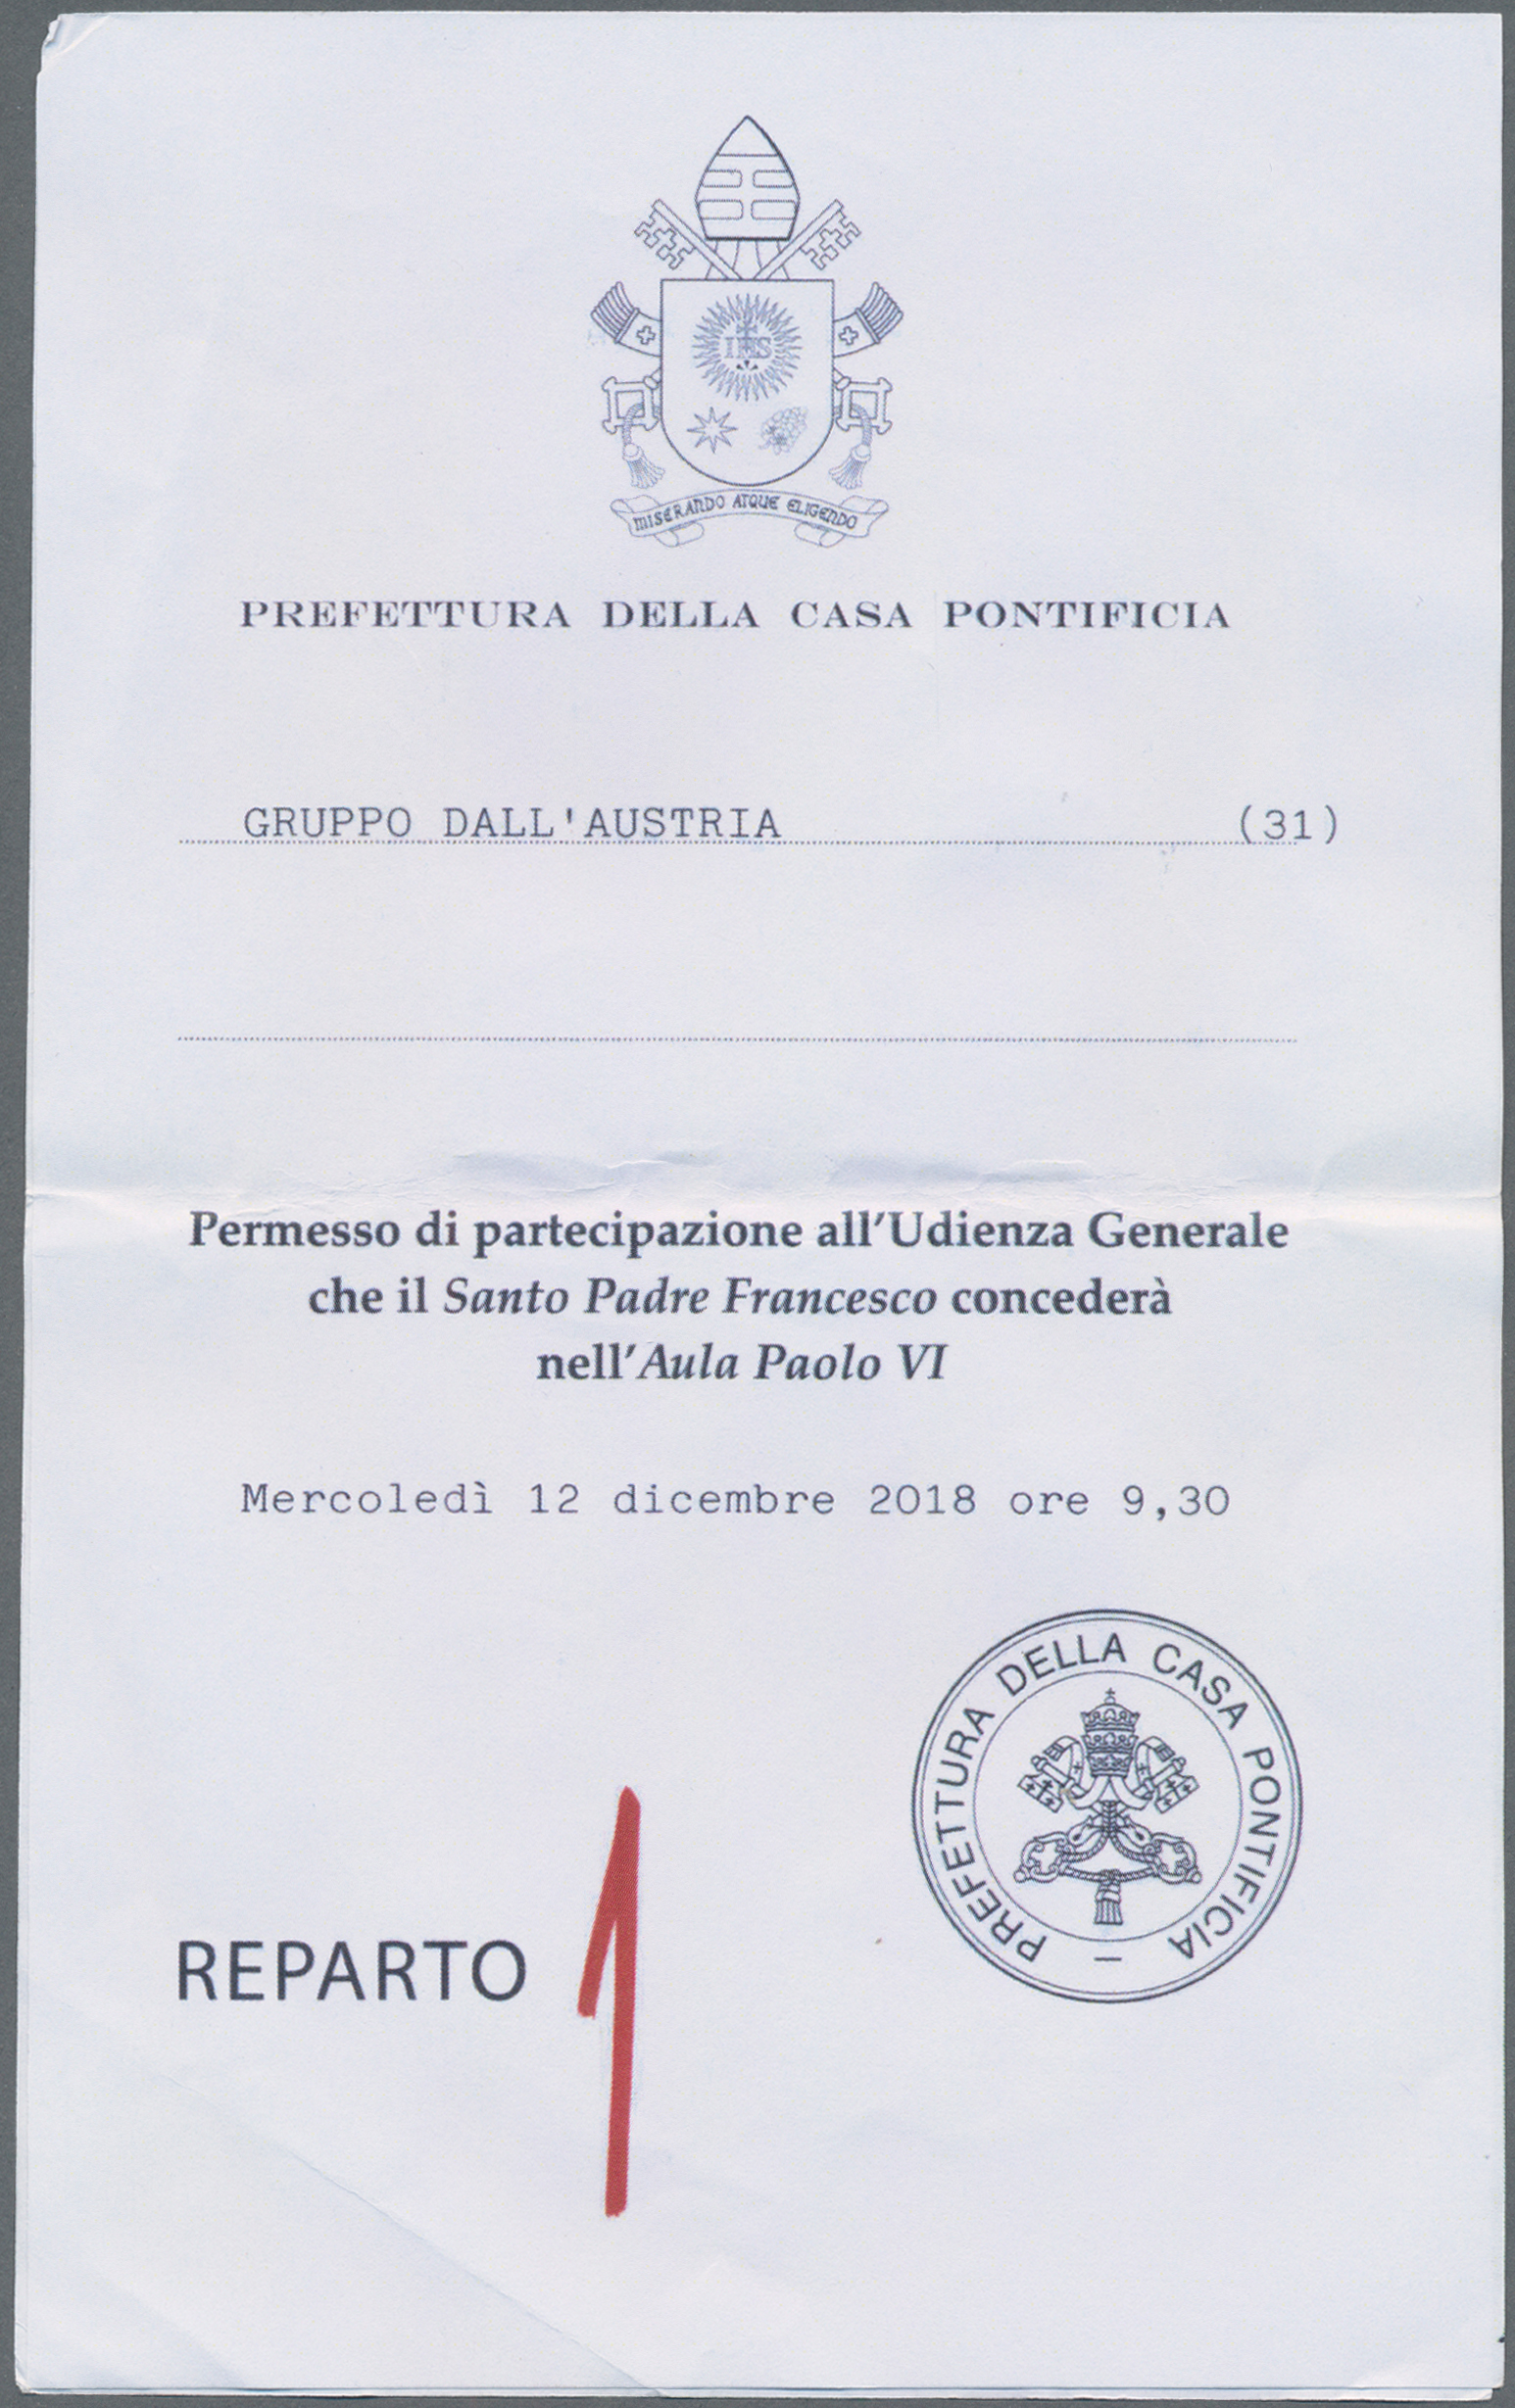 IHS
MISERANDO ATQUE ELIGENDO
PREFETTURA DELLA CASA PONTIFICIA
GRUPPO DALL'AUSTRIA (31)
Permesso di partecipazione all’Udienza Generale
che il Santo Padre Francesco concederà
nell’Aula Paolo VI
Mercoledì 12 dicembre 2018 ore 9,30
PREFETTURA DELLA CASA PONTIFICIA
REPARTO 1